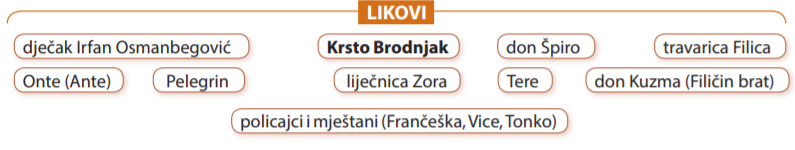 LIKOVI
dječak Irfan Osmanbegović Krsto Brodnjak don Špiro travarica Filica
Onte (Ante) Pelegrin liječnica Zora Tere don Kuzma (Filičin brat)
policajci i mještani (Frančeška, Vice, Tonko)